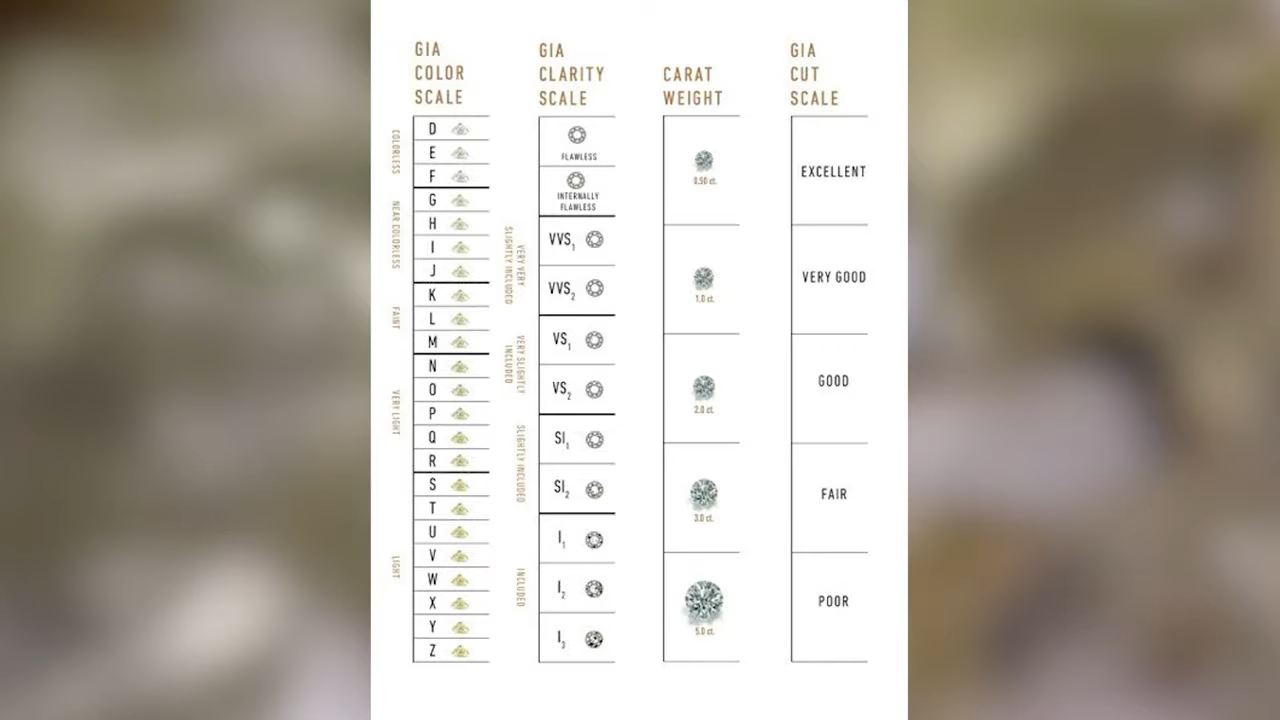 GIA
COLOR
SCALE
COLORLESS
D
E
F
NEAR COLORLESS
G
H
I
J
FAINT
K
L
M
VERY LIGHT
N
O
P
Q
R
LIGHT
S
T
U
V
W
X
Y
Z
GIA
CLARITY
SCALE
FLAWLESS
INTERNALLY
FLAWLESS
VERY VERY
SLIGHTLY INCLUDED
VVS1
VVS2
VERY SLIGHTLY
INCLUDED
VS1
VS2
SLIGHTLY INCLUDED
SI1
SI2
INCLUDED
I1
I2
I3
CARAT
WEIGHT
0.50 ct.
1.0 ct.
2.0 ct.
3.0 ct.
5.0 ct.
GIA
CUT
SCALE
EXCELLENT
VERY GOOD
GOOD
FAIR
POOR